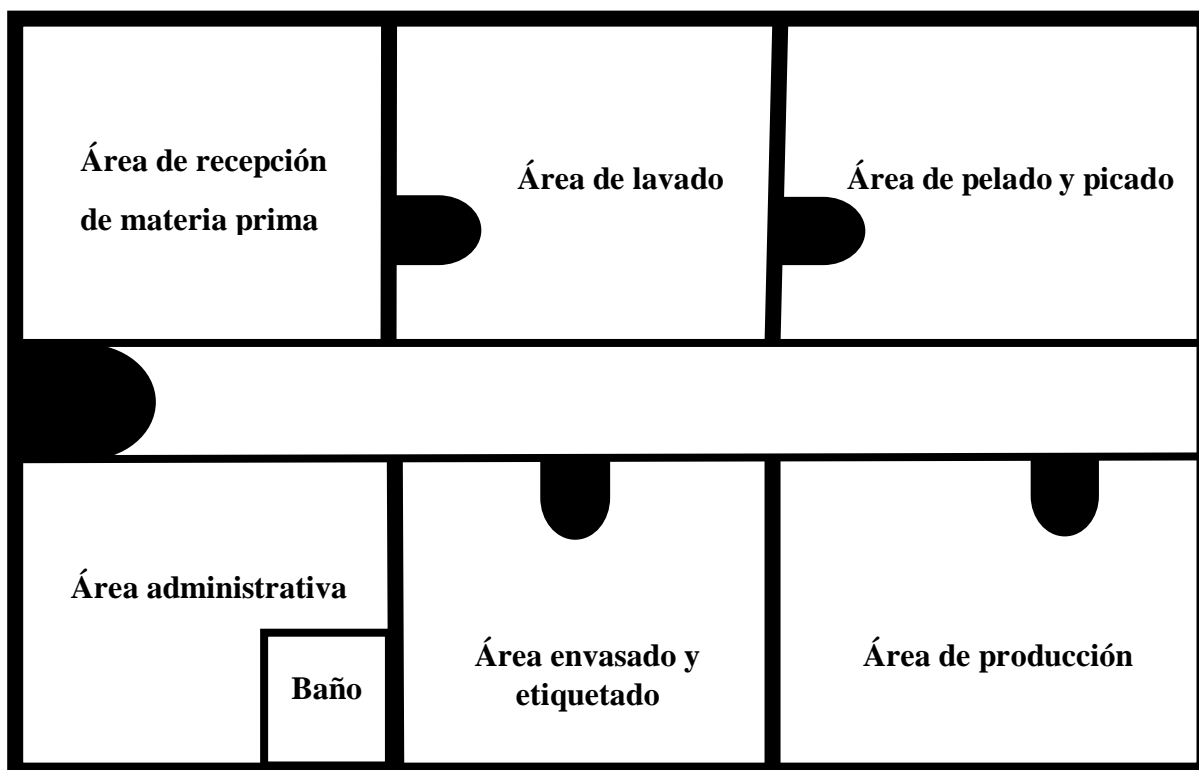 Área de recepción
de materia prima
Área de lavado
Área de pelado y picado
Área administrativa
Baño
Área envasado y
etiquetado
Área de producción